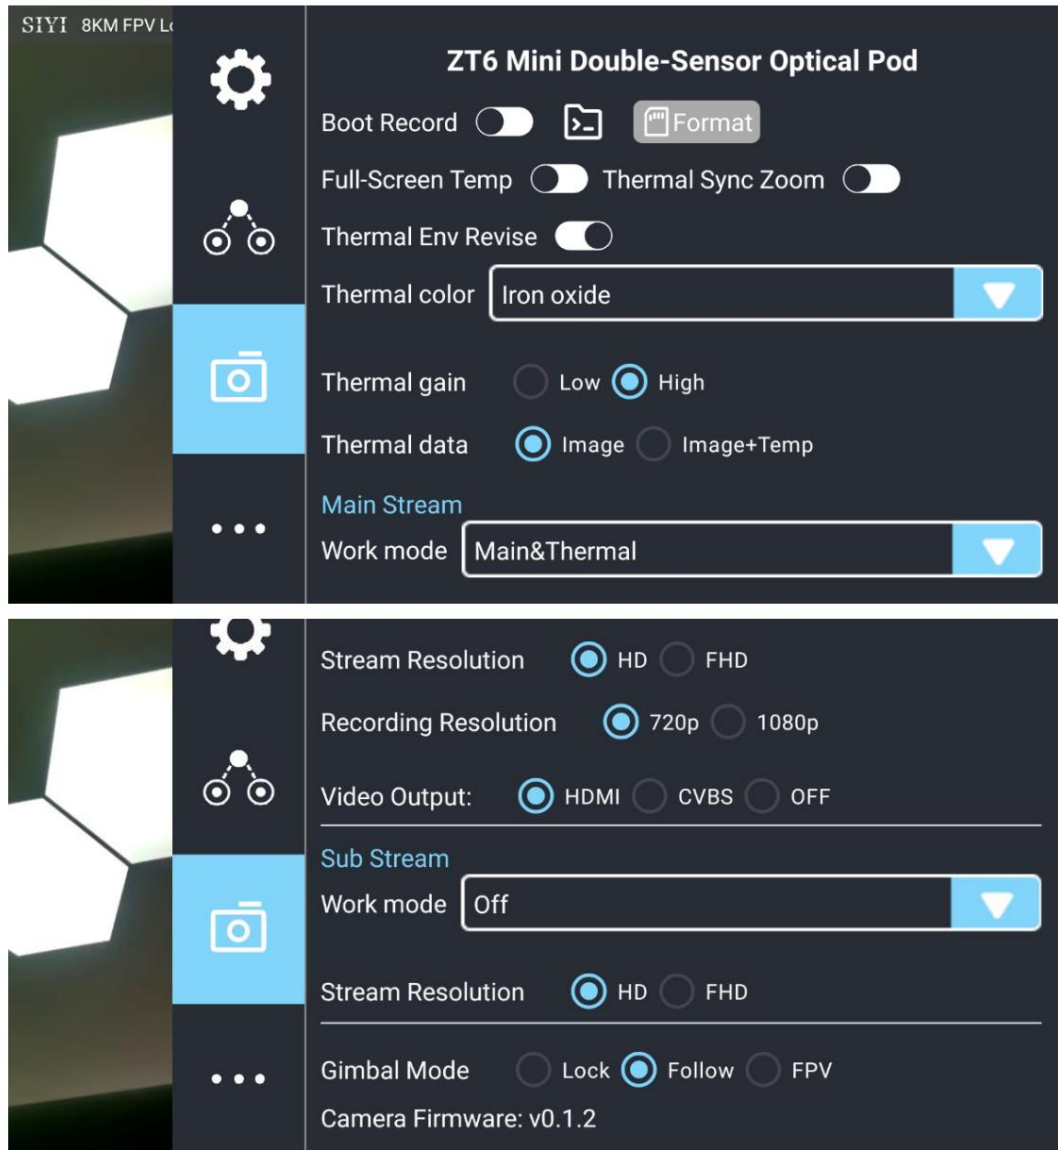 SIYI 8KM FPV
ZT6 Mini Double-Sensor Optical Pod
Boot Record Format
Full-Screen Temp Thermal Sync Zoom
Thermal Env Revise
Thermal color Iron oxide
Thermal gain Low High
Thermal data Image Image+Temp
Main Stream
Work mode Main&Thermal
Stream Resolution HD FHD
Recording Resolution 720p 1080p
Video Output: HDMI CVBS OFF
Sub Stream
Work mode Off
Stream Resolution HD FHD
Gimbal Mode Lock Follow FPV
Camera Firmware: v0.1.2